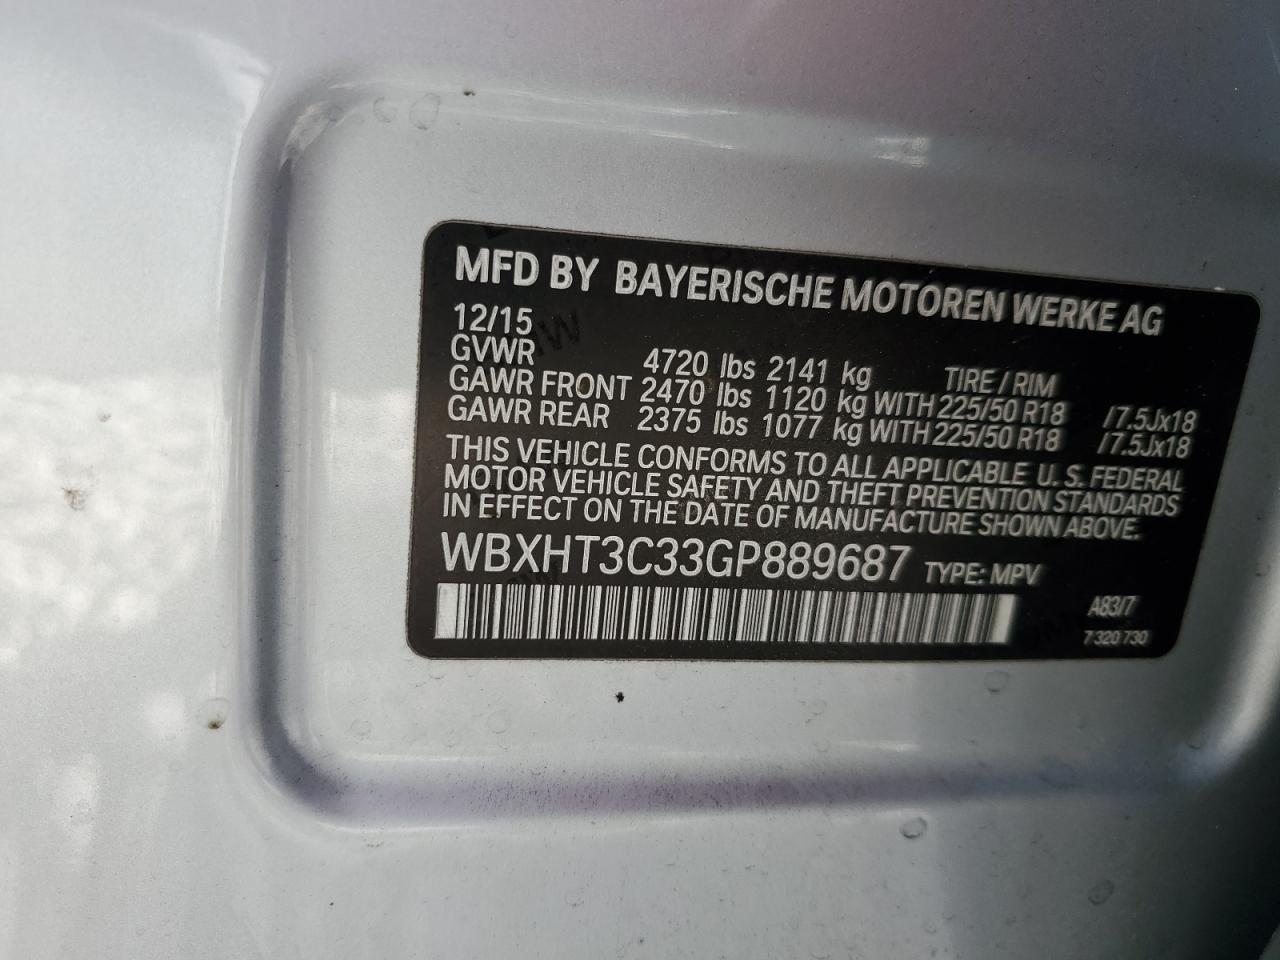 MFD BY BAYERISCHE MOTOREN WERKE AG
12/15
GVWR 4720 lbs 2141 kg TIRE / RIM
GAWR FRONT 2470 lbs 1120 kg WITH 225/50 R18 /7.5Jx18
GAWR REAR 2375 lbs 1077 kg WITH 225/50 R18 /7.5Jx18
THIS VEHICLE CONFORMS TO ALL APPLICABLE U. S. FEDERAL
MOTOR VEHICLE SAFETY AND THEFT PREVENTION STANDARDS
IN EFFECT ON THE DATE OF MANUFACTURE SHOWN ABOVE.
WBXHT3C33GP889687 TYPE: MPV
A83/7
7 320 730